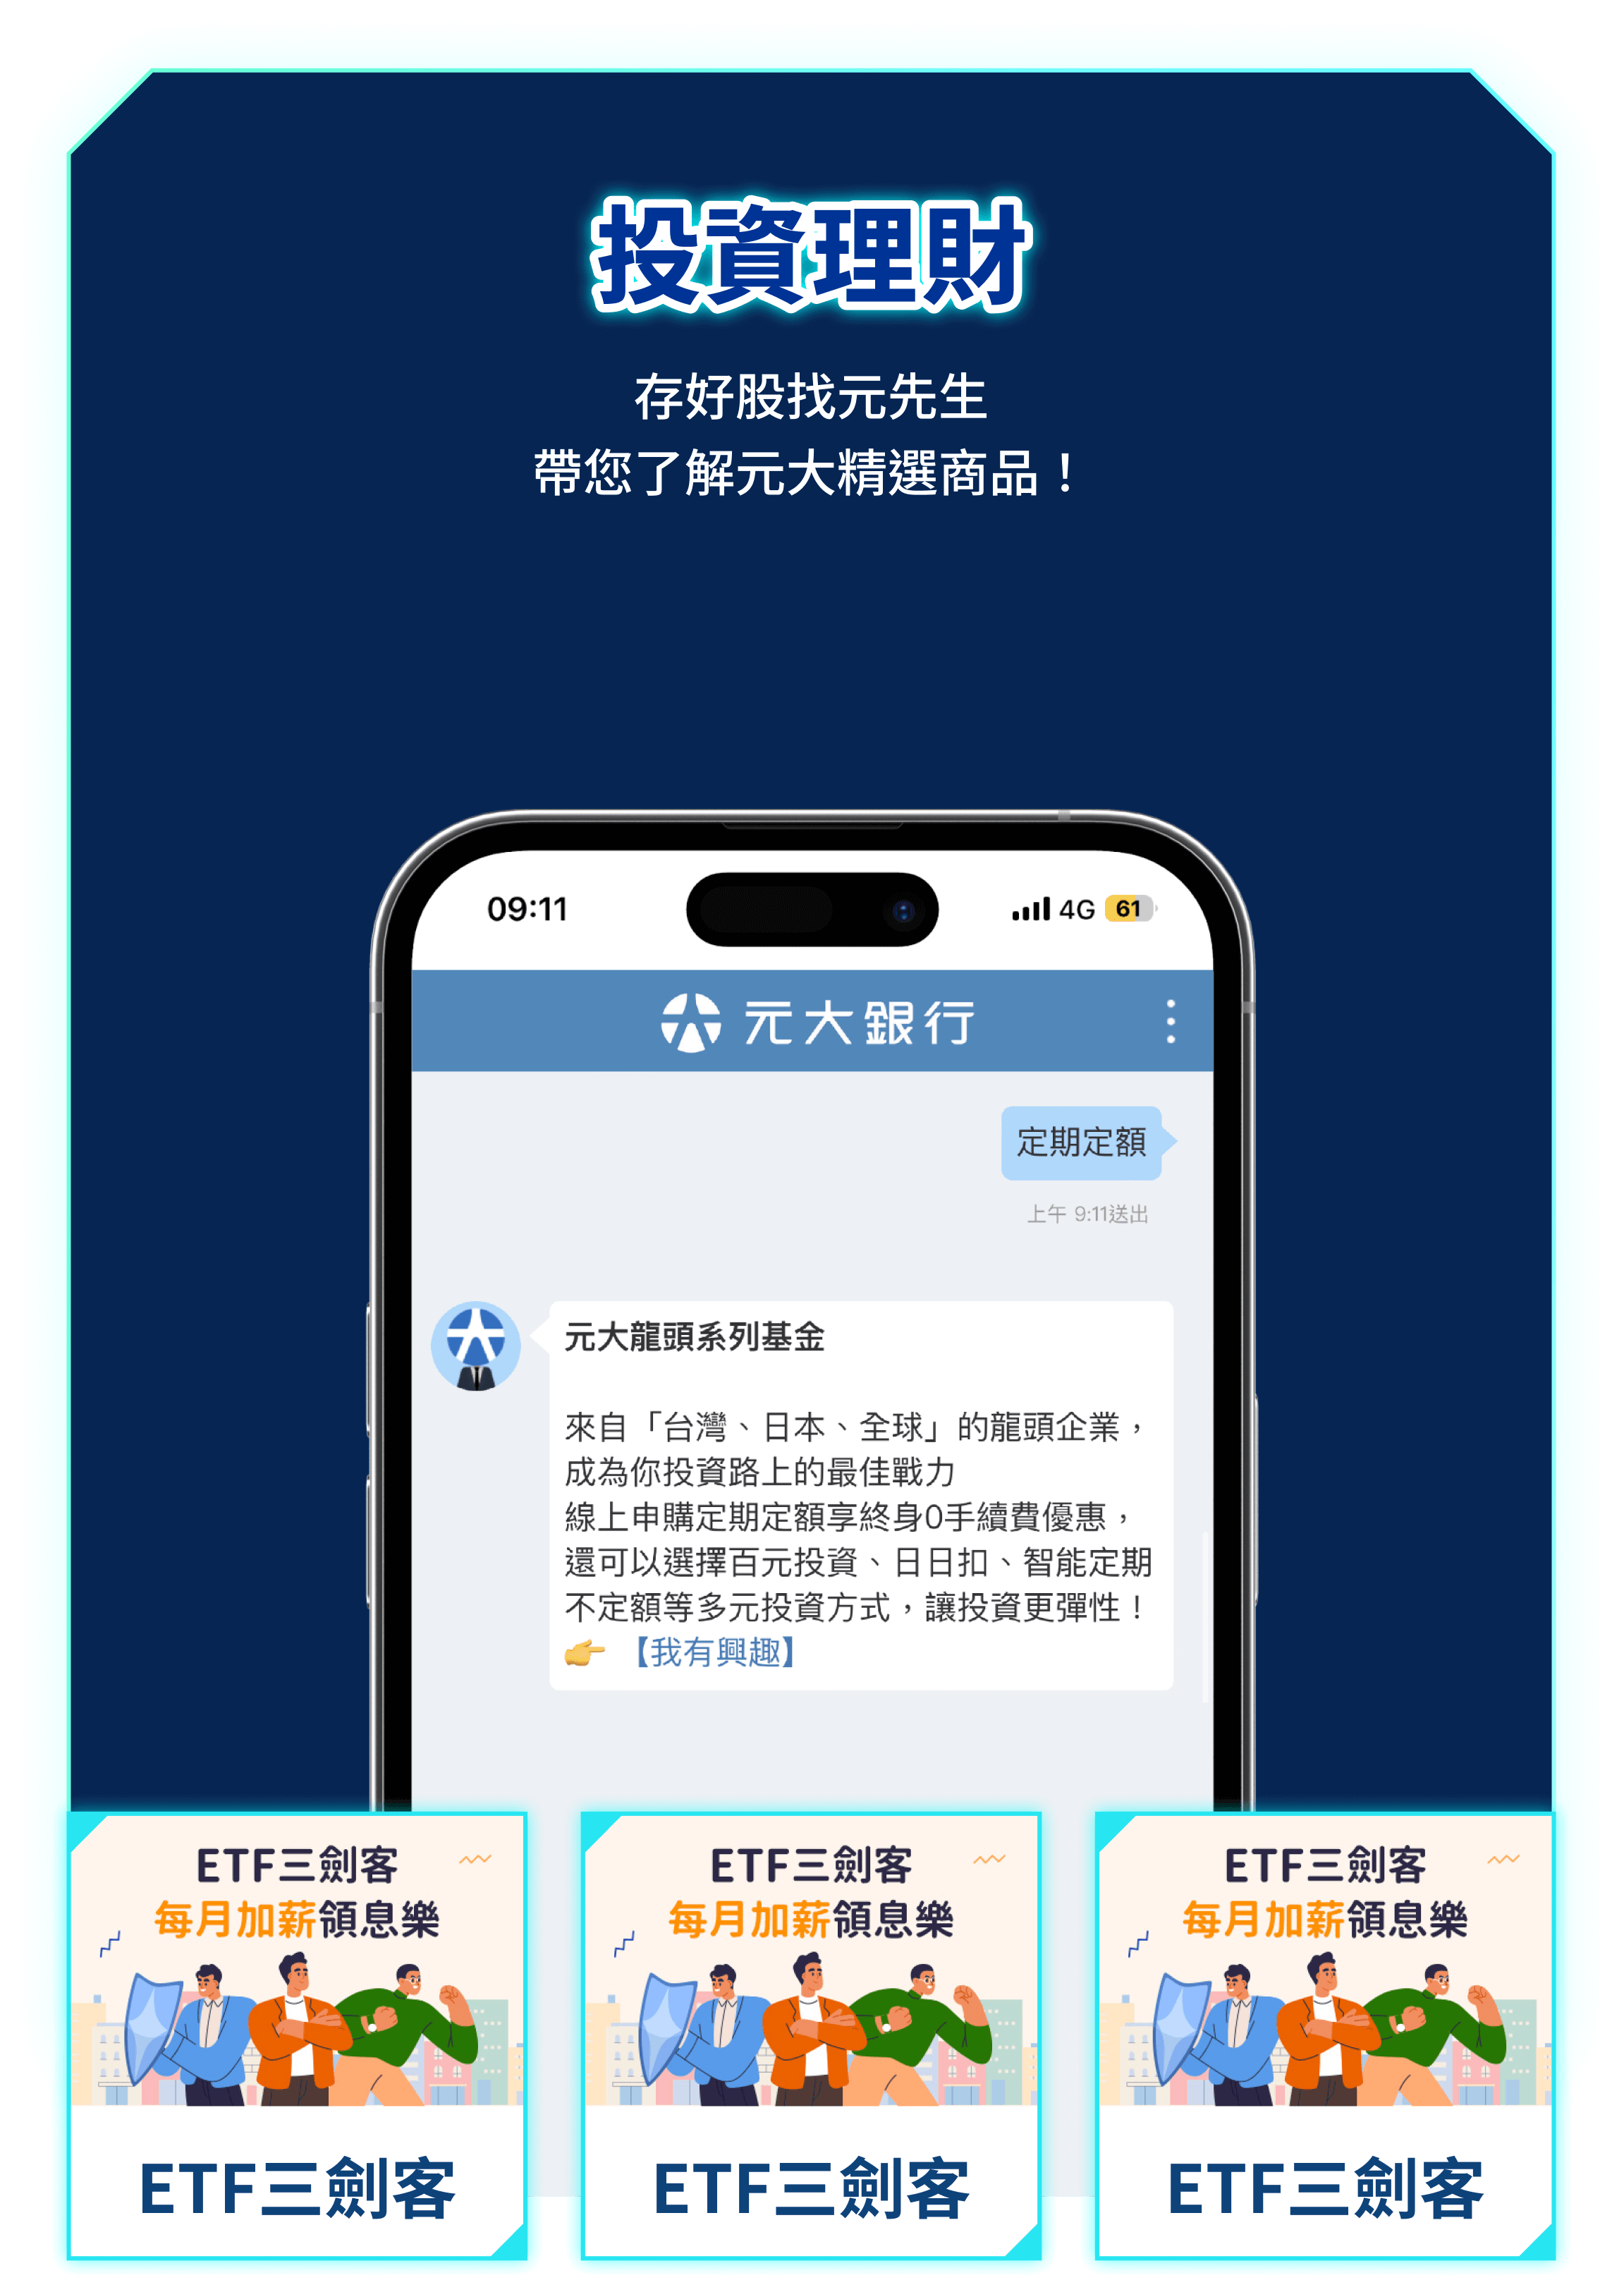 投資理財
存好股找元先生
帶您了解元大精選商品！
09:11
4G 61
元大銀行
定期定額
上午 9:11送出
元大龍頭系列基金
來自「台灣、日本、全球」的龍頭企業，
成為你投資路上的最佳戰力
線上申購定期定額享終身0手續費優惠，
還可以選擇百元投資、日日扣、智能定期
不定額等多元投資方式，讓投資更彈性！
👉 【我有興趣】
ETF三劍客
每月加薪領息樂
ETF三劍客
ETF三劍客
每月加薪領息樂
ETF三劍客
ETF三劍客
每月加薪領息樂
ETF三劍客